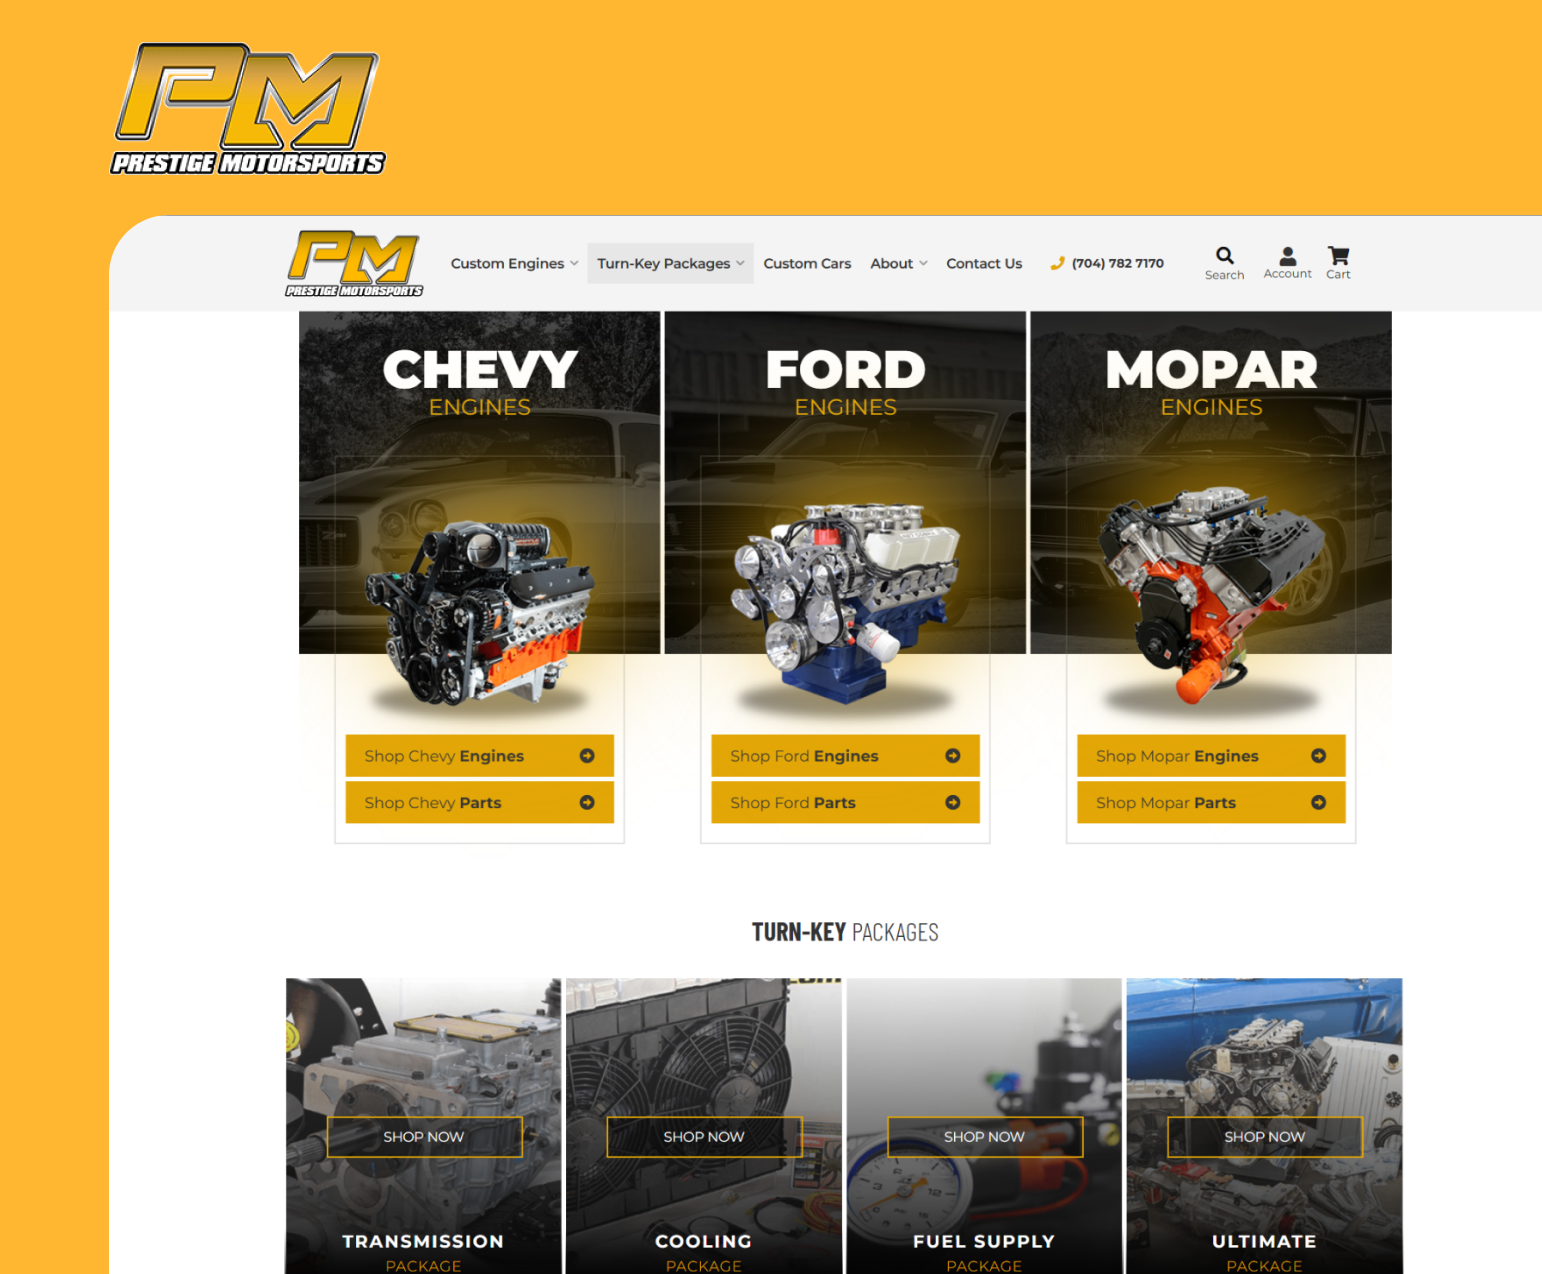 PM
PRESTIGE MOTORSPORTS
PM
PRESTIGE MOTORSPORTS
Custom Engines
Turn-Key Packages
Custom Cars
About
Contact Us
(704) 782 7170
Search
Account
Cart
CHEVY
ENGINES
Shop Chevy Engines
Shop Chevy Parts
FORD
ENGINES
Shop Ford Engines
Shop Ford Parts
MOPAR
ENGINES
Shop Mopar Engines
Shop Mopar Parts
TURN-KEY PACKAGES
SHOP NOW
TRANSMISSION
PACKAGE
SHOP NOW
COOLING
PACKAGE
SHOP NOW
FUEL SUPPLY
PACKAGE
SHOP NOW
ULTIMATE
PACKAGE